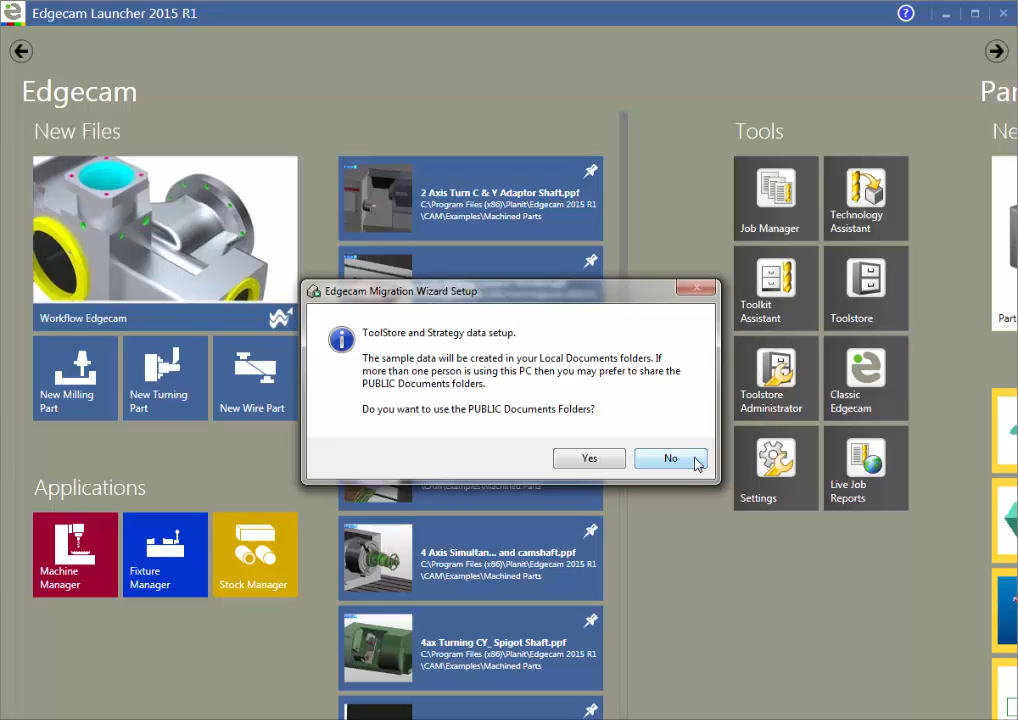 Edgecam Launcher 2015 R1
?
Edgecam
Par
New Files
Workflow Edgecam
New Milling
Part
New Turning
Part
New Wire Part
Applications
Machine
Manager
Fixture
Manager
Stock Manager
2 Axis Turn C & Y Adaptor Shaft.ppf
C:\Program Files (x86)\Planit\Edgecam 2015 R1
\CAM\Examples\Machined Parts
Edgecam Migration Wizard Setup
ToolStore and Strategy data setup.
The sample data will be created in your Local Documents folders. If
more than one person is using this PC then you may prefer to share the
PUBLIC Documents folders.
Do you want to use the PUBLIC Documents Folders?
Yes
No
\CAM\Examples\Machined Parts
4 Axis Simultan... and camshaft.ppf
C:\Program Files (x86)\Planit\Edgecam 2015 R1
\CAM\Examples\Machined Parts
4ax Turning CY_ Spigot Shaft.ppf
C:\Program Files (x86)\Planit\Edgecam 2015 R1
\CAM\Examples\Machined Parts
Tools
Job Manager
Technology
Assistant
Toolkit
Assistant
Toolstore
Toolstore
Administrator
Classic
Edgecam
Settings
Live Job
Reports
Ne
Part